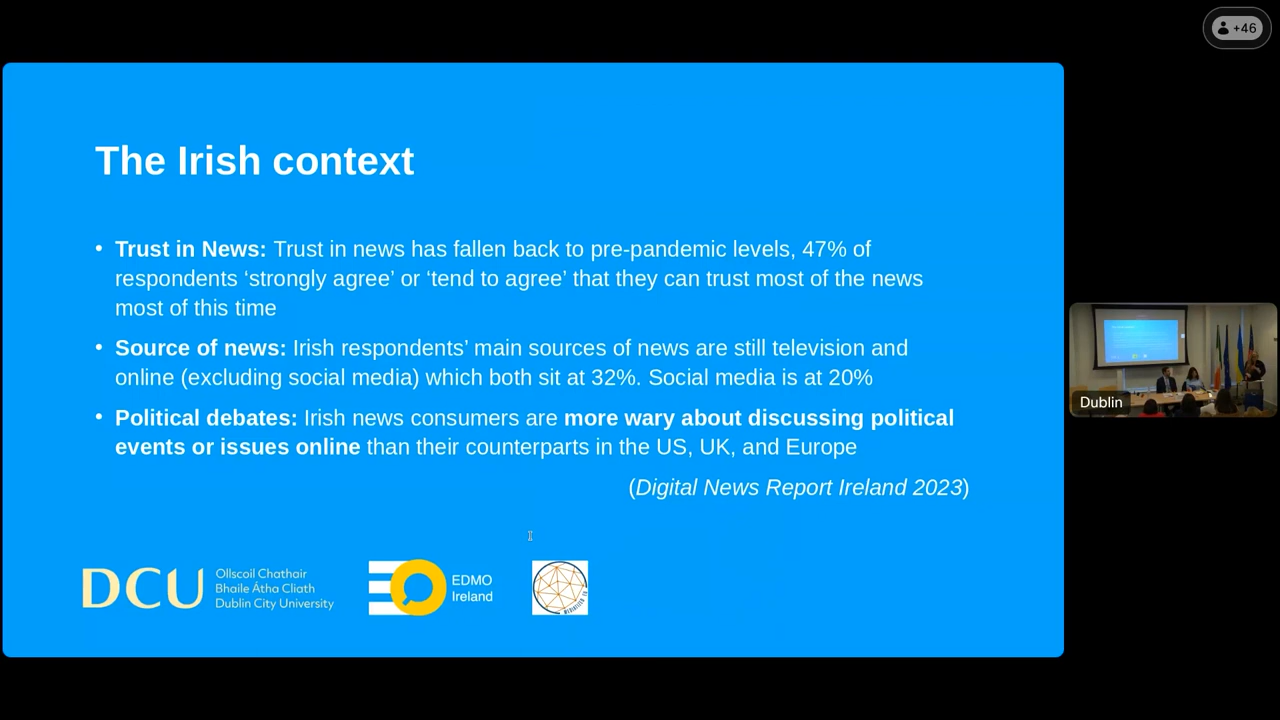 +46
The Irish context
• Trust in News: Trust in news has fallen back to pre-pandemic levels, 47% of
respondents ‘strongly agree’ or ‘tend to agree’ that they can trust most of the news
most of this time
• Source of news: Irish respondents’ main sources of news are still television and
online (excluding social media) which both sit at 32%. Social media is at 20%
• Political debates: Irish news consumers are more wary about discussing political
events or issues online than their counterparts in the US, UK, and Europe
(Digital News Report Ireland 2023)
Dublin
DCU
Ollscoil Chathair
Bhaile Átha Cliath
Dublin City University
EDMO
Ireland